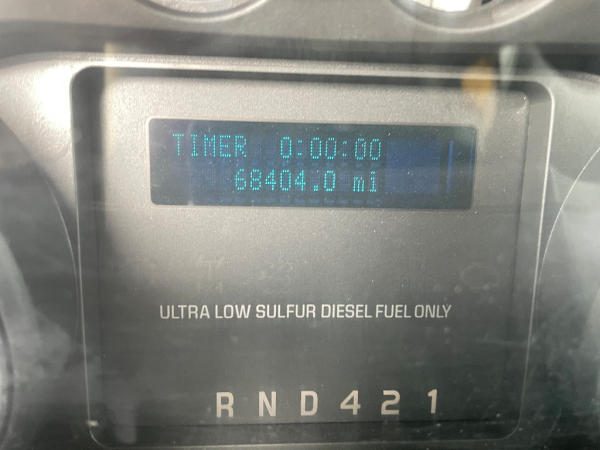 TIMER 0:00:00
68404.0 mi
ULTRA LOW SULFUR DIESEL FUEL ONLY
R N D 4 2 1